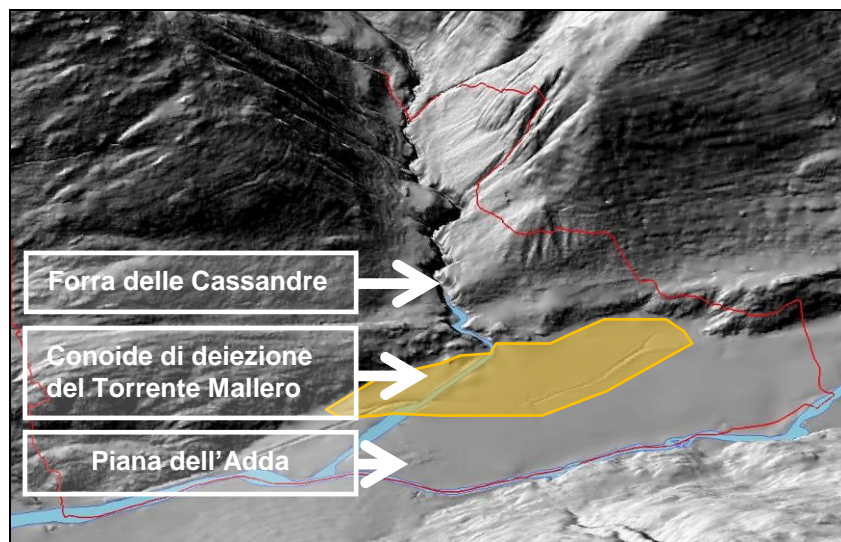 Forra delle Cassandre
Conoide di deiezione
del Torrente Mallero
Piana dell’Adda